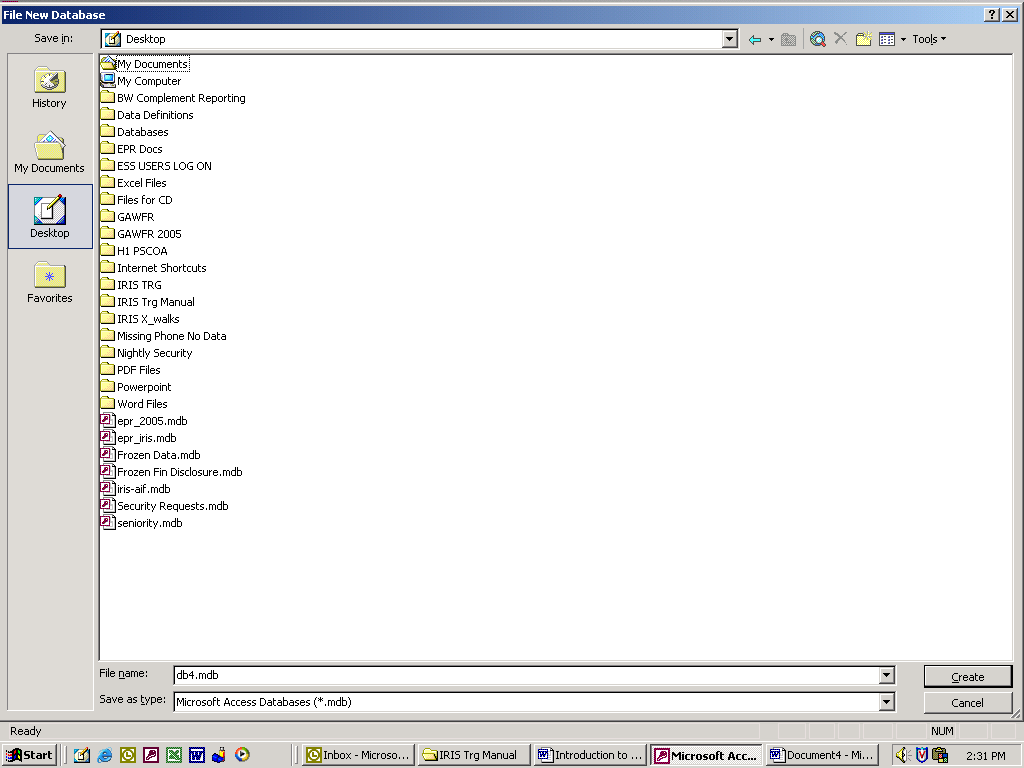 File New Database
Save in:
Desktop
Tools
History
My Documents
Desktop
Favorites
My Documents
My Computer
BW Complement Reporting
Data Definitions
Databases
EPR Docs
ESS USERS LOG ON
Excel Files
Files for CD
GAWFR
GAWFR 2005
H1 PSCOA
Internet Shortcuts
IRIS TRG
IRIS Trg Manual
IRIS X_walks
Missing Phone No Data
Nightly Security
PDF Files
Powerpoint
Word Files
epr_2005.mdb
epr_iris.mdb
Frozen Data.mdb
Frozen Fin Disclosure.mdb
iris-aif.mdb
Security Requests.mdb
seniority.mdb
File name:
db4.mdb
Create
Save as type:
Microsoft Access Databases (*.mdb)
Cancel
Ready
NUM
Start
Inbox - Microso...
IRIS Trg Manual
Introduction to ...
Microsoft Acc...
Document4 - Mi...
2:31 PM